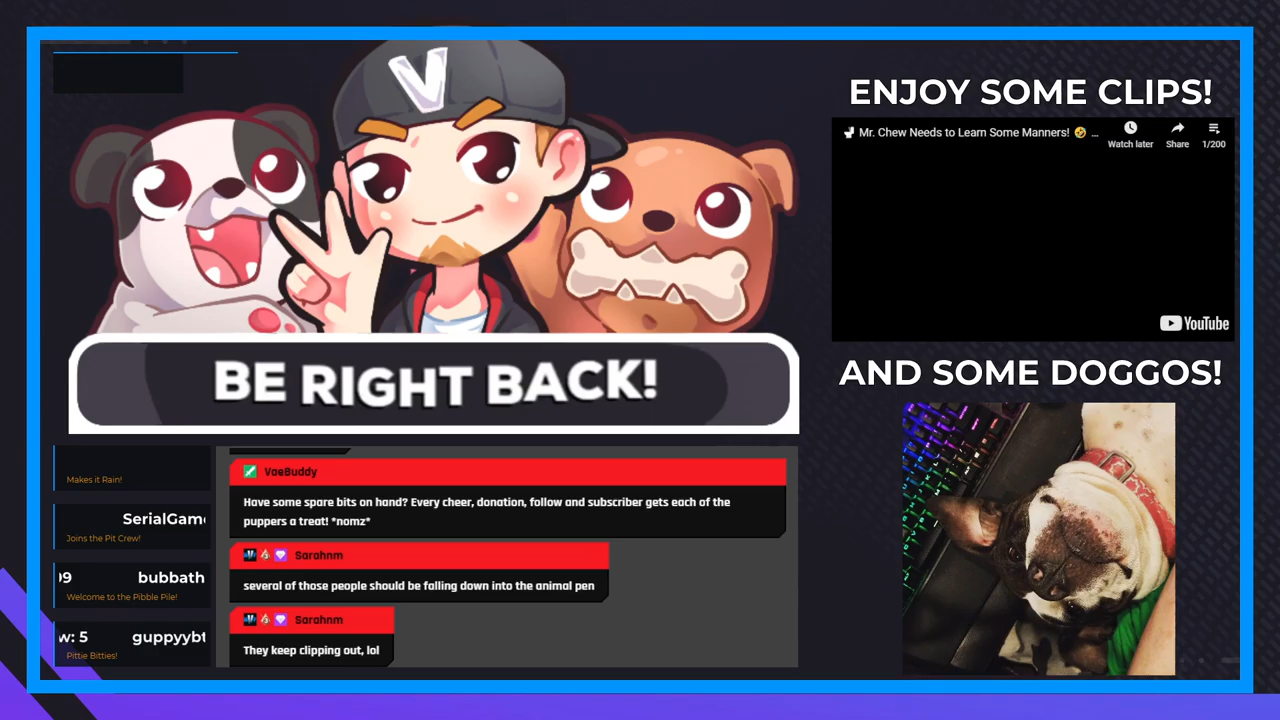 V
BE RIGHT BACK!
ENJOY SOME CLIPS!
Mr. Chew Needs to Learn Some Manners! 🤣 ...
Watch later
Share
1/200
YouTube
AND SOME DOGGOS!
Makes it Rain!
SerialGam
Joins the Pit Crew!
9 bubbath
Welcome to the Pibble Pile!
w: 5 guppyybt
Pittie Bitties!
VaeBuddy
Have some spare bits on hand? Every cheer, donation, follow and subscriber gets each of the
puppers a treat! *nomz*
Sarahnm
several of those people should be falling down into the animal pen
Sarahnm
They keep clipping out, lol